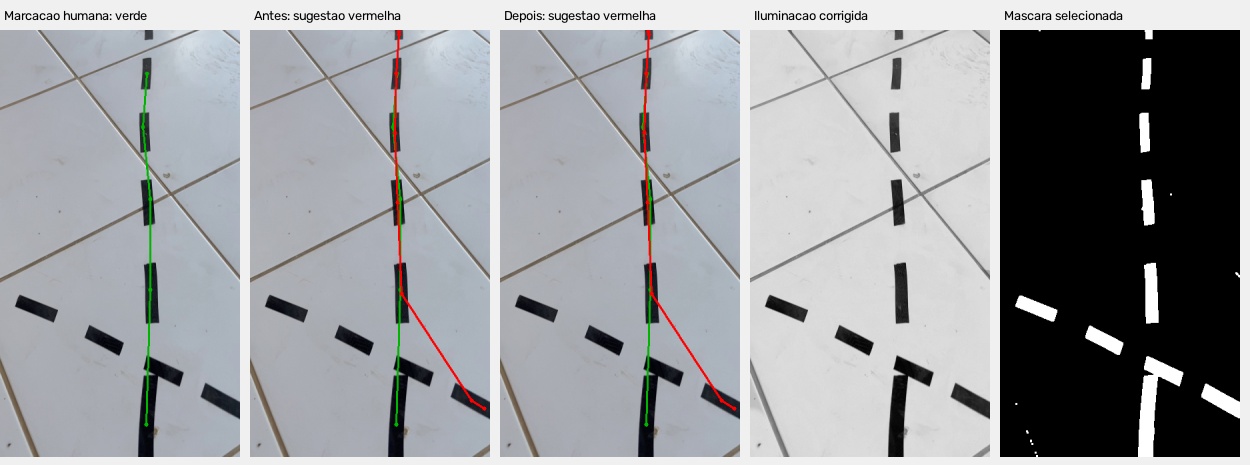 Marcacao humana: verde
Antes: sugestao vermelha
Depois: sugestao vermelha
Iluminacao corrigida
Mascara selecionada